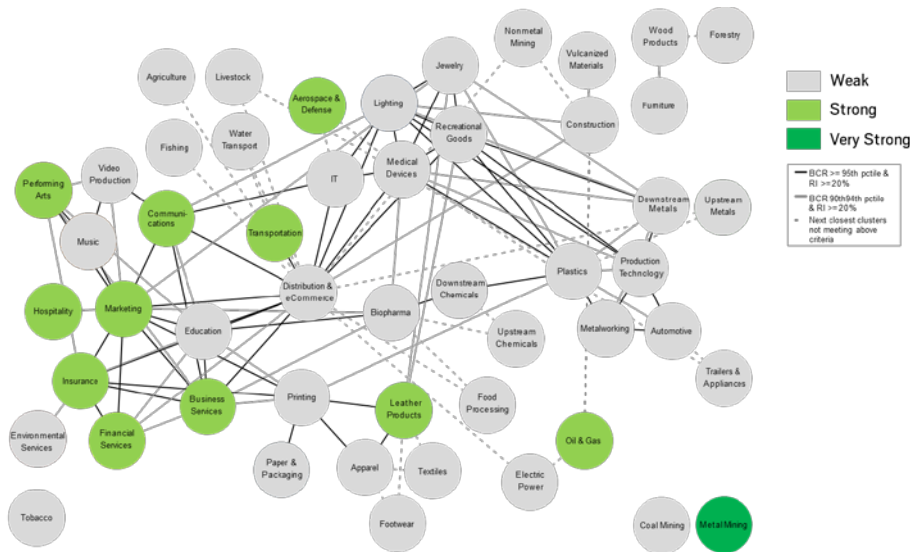 Nonmetal
Mining
Wood
Products
Forestry
Vulcanized
Materials
Jewelry
Agriculture
Livestock
Aerospace &
Defense
Lighting
Furniture
Construction
Recreational
Goods
Water
Transport
Fishing
Medical
Devices
IT
Video
Production
Performing
Arts
Communi-
cations
Transportation
Downstream
Metals
Upstream
Metals
Music
Plastics
Production
Technology
Distribution &
eCommerce
Downstream
Chemicals
Hospitality
Marketing
Education
Biopharma
Upstream
Chemicals
Metalworking
Automotive
Trailers &
Appliances
Insurance
Business
Services
Printing
Leather
Products
Food
Processing
Environmental
Services
Financial
Services
Oil & Gas
Paper &
Packaging
Apparel
Textiles
Electric
Power
Tobacco
Footwear
Coal Mining
Metal Mining
Weak
Strong
Very Strong
BCR >= 95th pctile &
RI >=20%
BCR 90th94th pctile
& RI >=20%
Next closest clusters
not meeting above
criteria